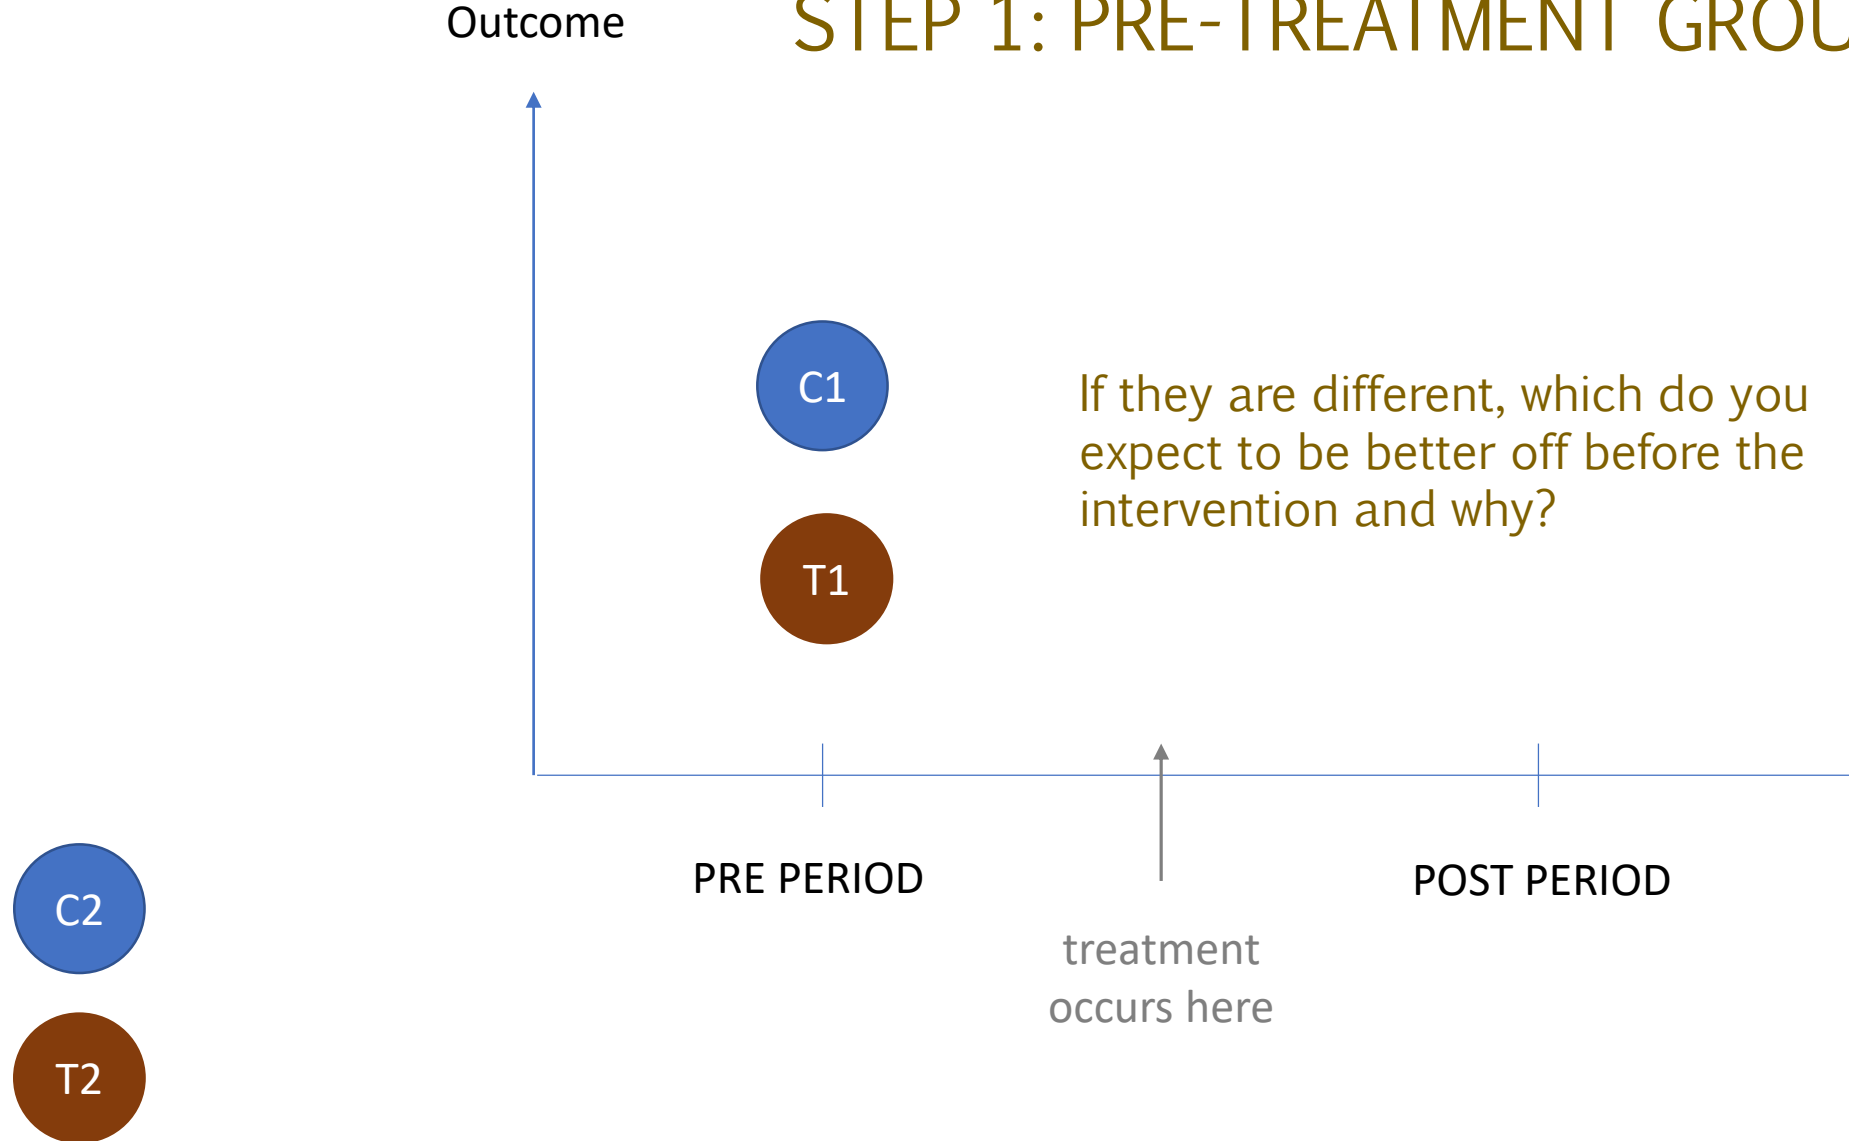 Outcome
STEP 1: PRE-TREATMENT GROU
C1
If they are different, which do you
expect to be better off before the
intervention and why?
T1
PRE PERIOD
POST PERIOD
treatment
occurs here
C2
T2